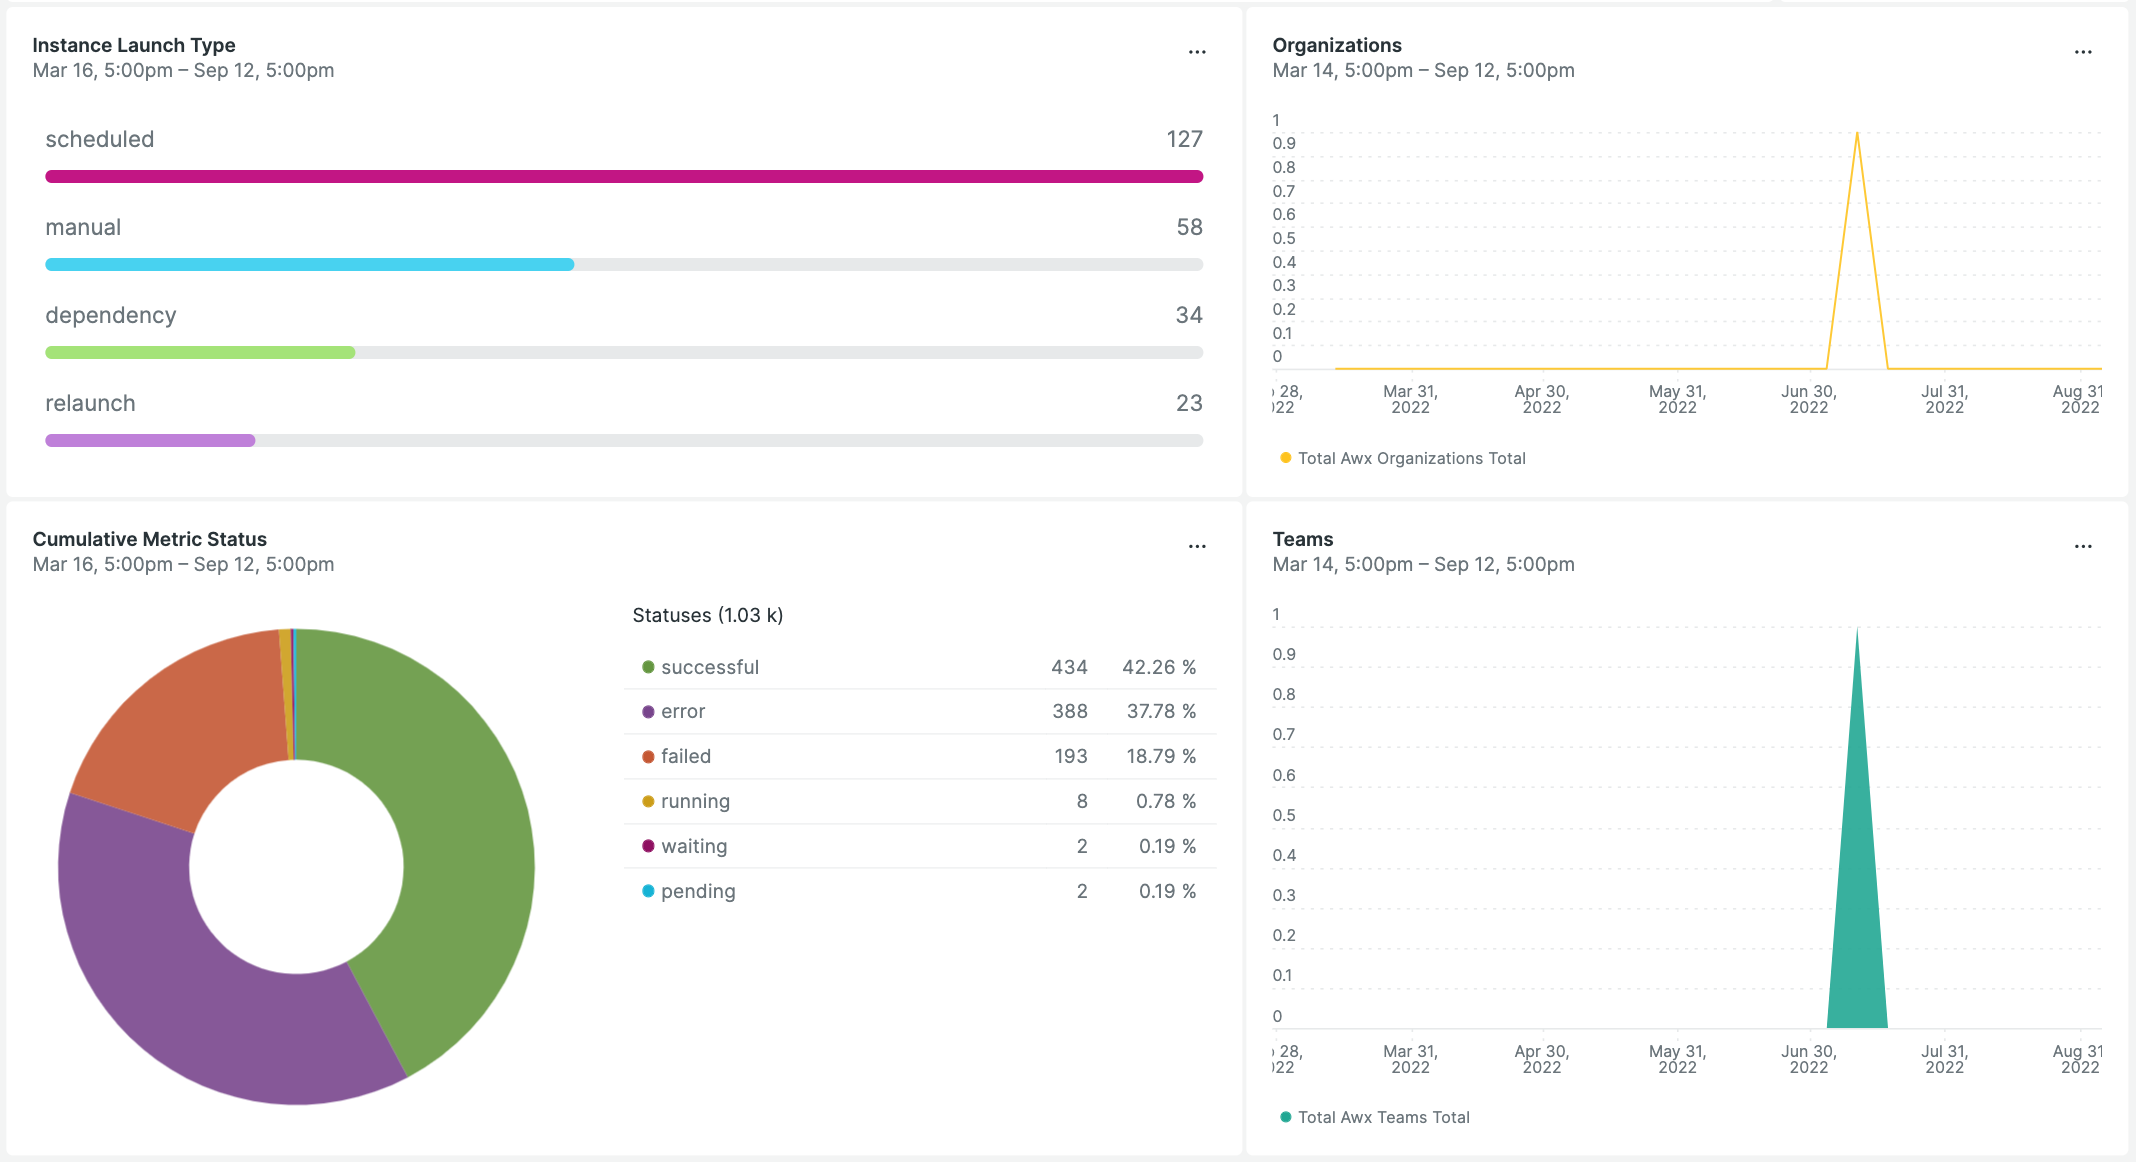 Instance Launch Type
Mar 16, 5:00pm – Sep 12, 5:00pm
...
scheduled 127
manual 58
dependency 34
relaunch 23
Organizations
Mar 14, 5:00pm – Sep 12, 5:00pm
...
1
0.9
0.8
0.7
0.6
0.5
0.4
0.3
0.2
0.1
0
28, Mar 31, Apr 30, May 31, Jun 30, Jul 31, Aug 31
022 2022 2022 2022 2022 2022 2022
Total Awx Organizations Total
Cumulative Metric Status
Mar 16, 5:00pm – Sep 12, 5:00pm
...
Statuses (1.03 k)
successful 434 42.26 %
error 388 37.78 %
failed 193 18.79 %
running 8 0.78 %
waiting 2 0.19 %
pending 2 0.19 %
Teams
Mar 14, 5:00pm – Sep 12, 5:00pm
...
1
0.9
0.8
0.7
0.6
0.5
0.4
0.3
0.2
0.1
0
28, Mar 31, Apr 30, May 31, Jun 30, Jul 31, Aug 31
022 2022 2022 2022 2022 2022 2022
Total Awx Teams Total